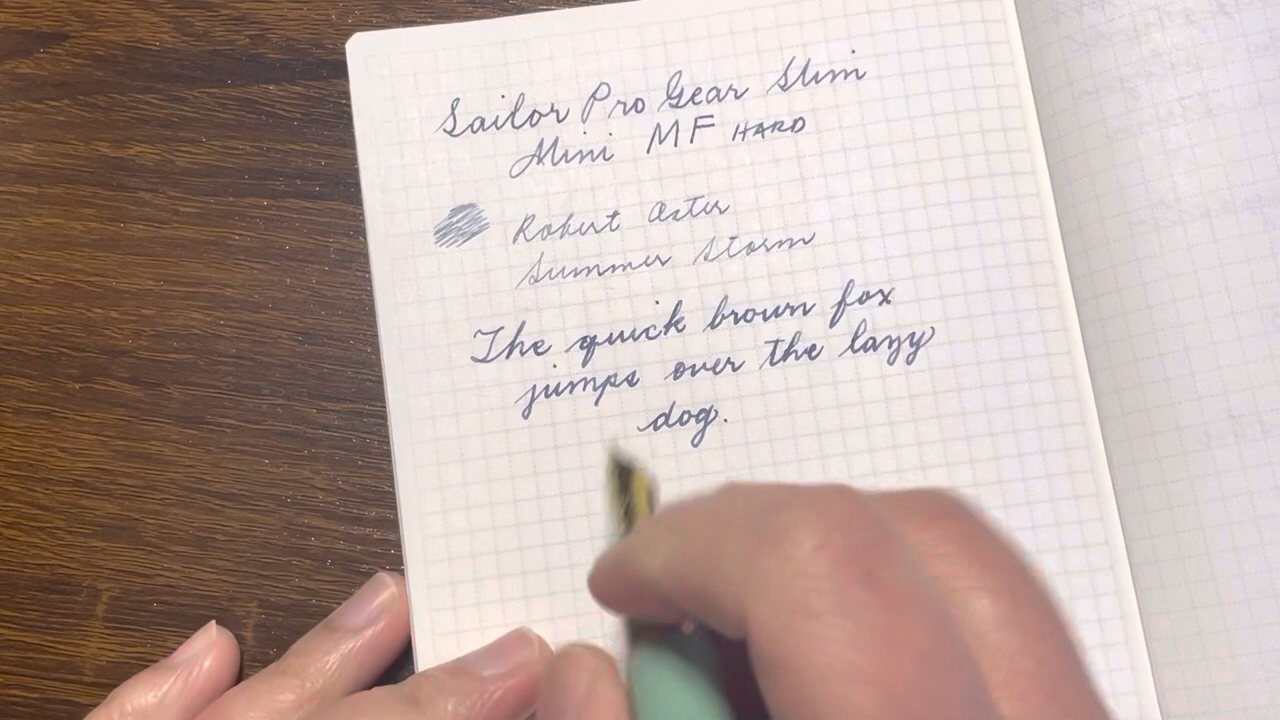 Sailor Pro Gear Slim
Mini MF HARD
Robert Oster
Summer Storm
The quick brown fox
jumps over the lazy
dog.